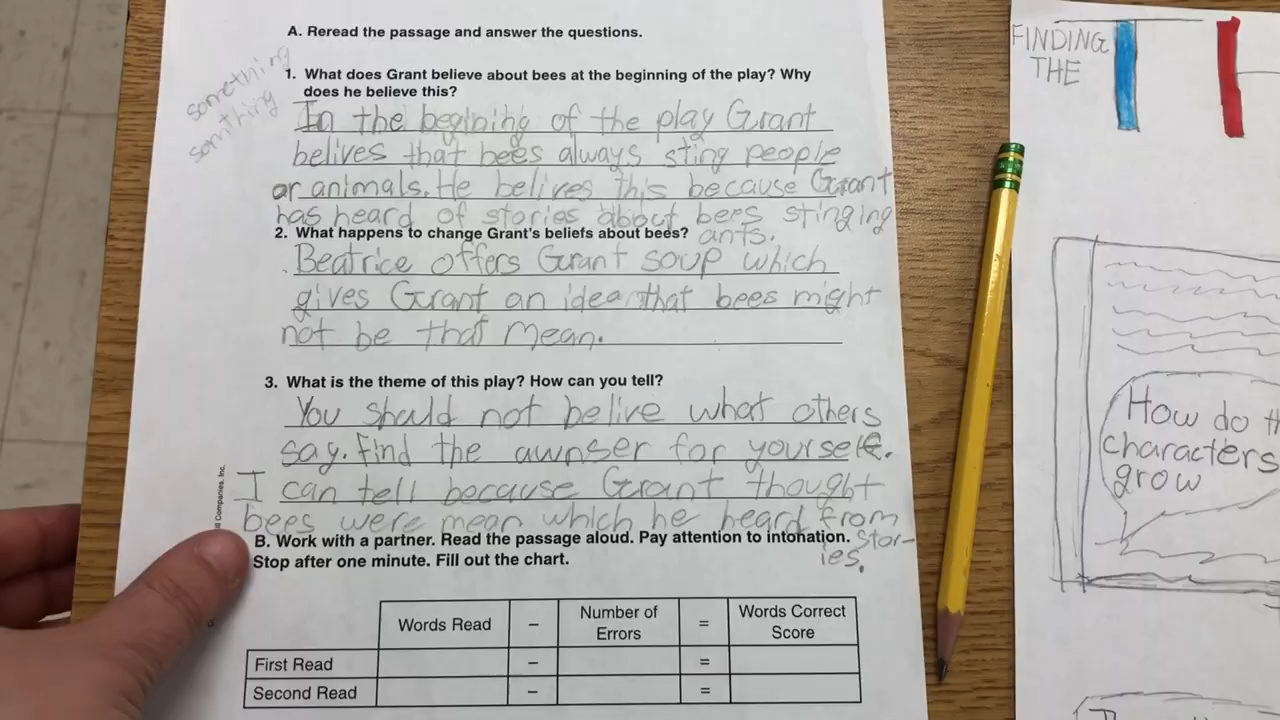 A. Reread the passage and answer the questions.
something
somthing
1. What does Grant believe about bees at the beginning of the play? Why
does he believe this?
In the begining of the play Grant
belives that bees always sting people
or animals. He belives this because Grant
has heard of stories about bees stinging
ants.
2. What happens to change Grant's beliefs about bees?
Beatrice offers Grant soup which
gives Grant an idea that bees might
not be that mean.
3. What is the theme of this play? How can you tell?
You should not belive what others
say. Find the awnser for yourself.
I can tell because Grant thought
bees were mean which he heard from
stor-
ies.
B. Work with a partner. Read the passage aloud. Pay attention to intonation.
Stop after one minute. Fill out the chart.
Words Read – Number of Errors = Words Correct Score
First Read – =
Second Read – =
Companies, Inc.
FINDING
THE
How do
characters
grow